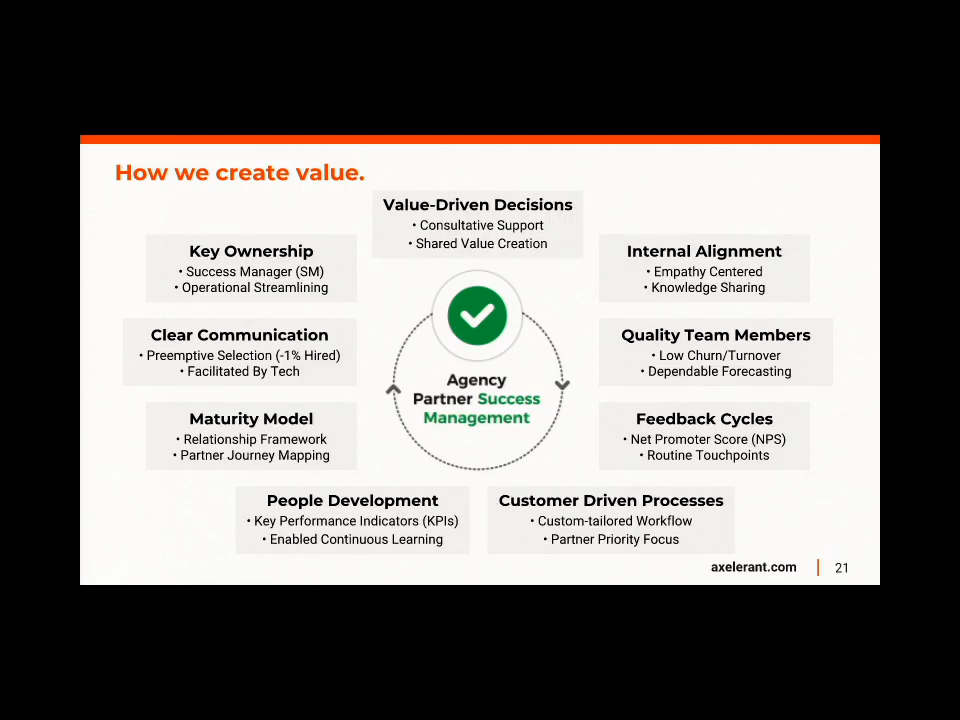 How we create value.
Value-Driven Decisions
• Consultative Support
• Shared Value Creation
Key Ownership
• Success Manager (SM)
• Operational Streamlining
Internal Alignment
• Empathy Centered
• Knowledge Sharing
Clear Communication
• Preemptive Selection (-1% Hired)
• Facilitated By Tech
Quality Team Members
• Low Churn/Turnover
• Dependable Forecasting
Agency
Partner Success
Management
Maturity Model
• Relationship Framework
• Partner Journey Mapping
Feedback Cycles
• Net Promoter Score (NPS)
• Routine Touchpoints
People Development
• Key Performance Indicators (KPIs)
• Enabled Continuous Learning
Customer Driven Processes
• Custom-tailored Workflow
• Partner Priority Focus
axelerant.com
21